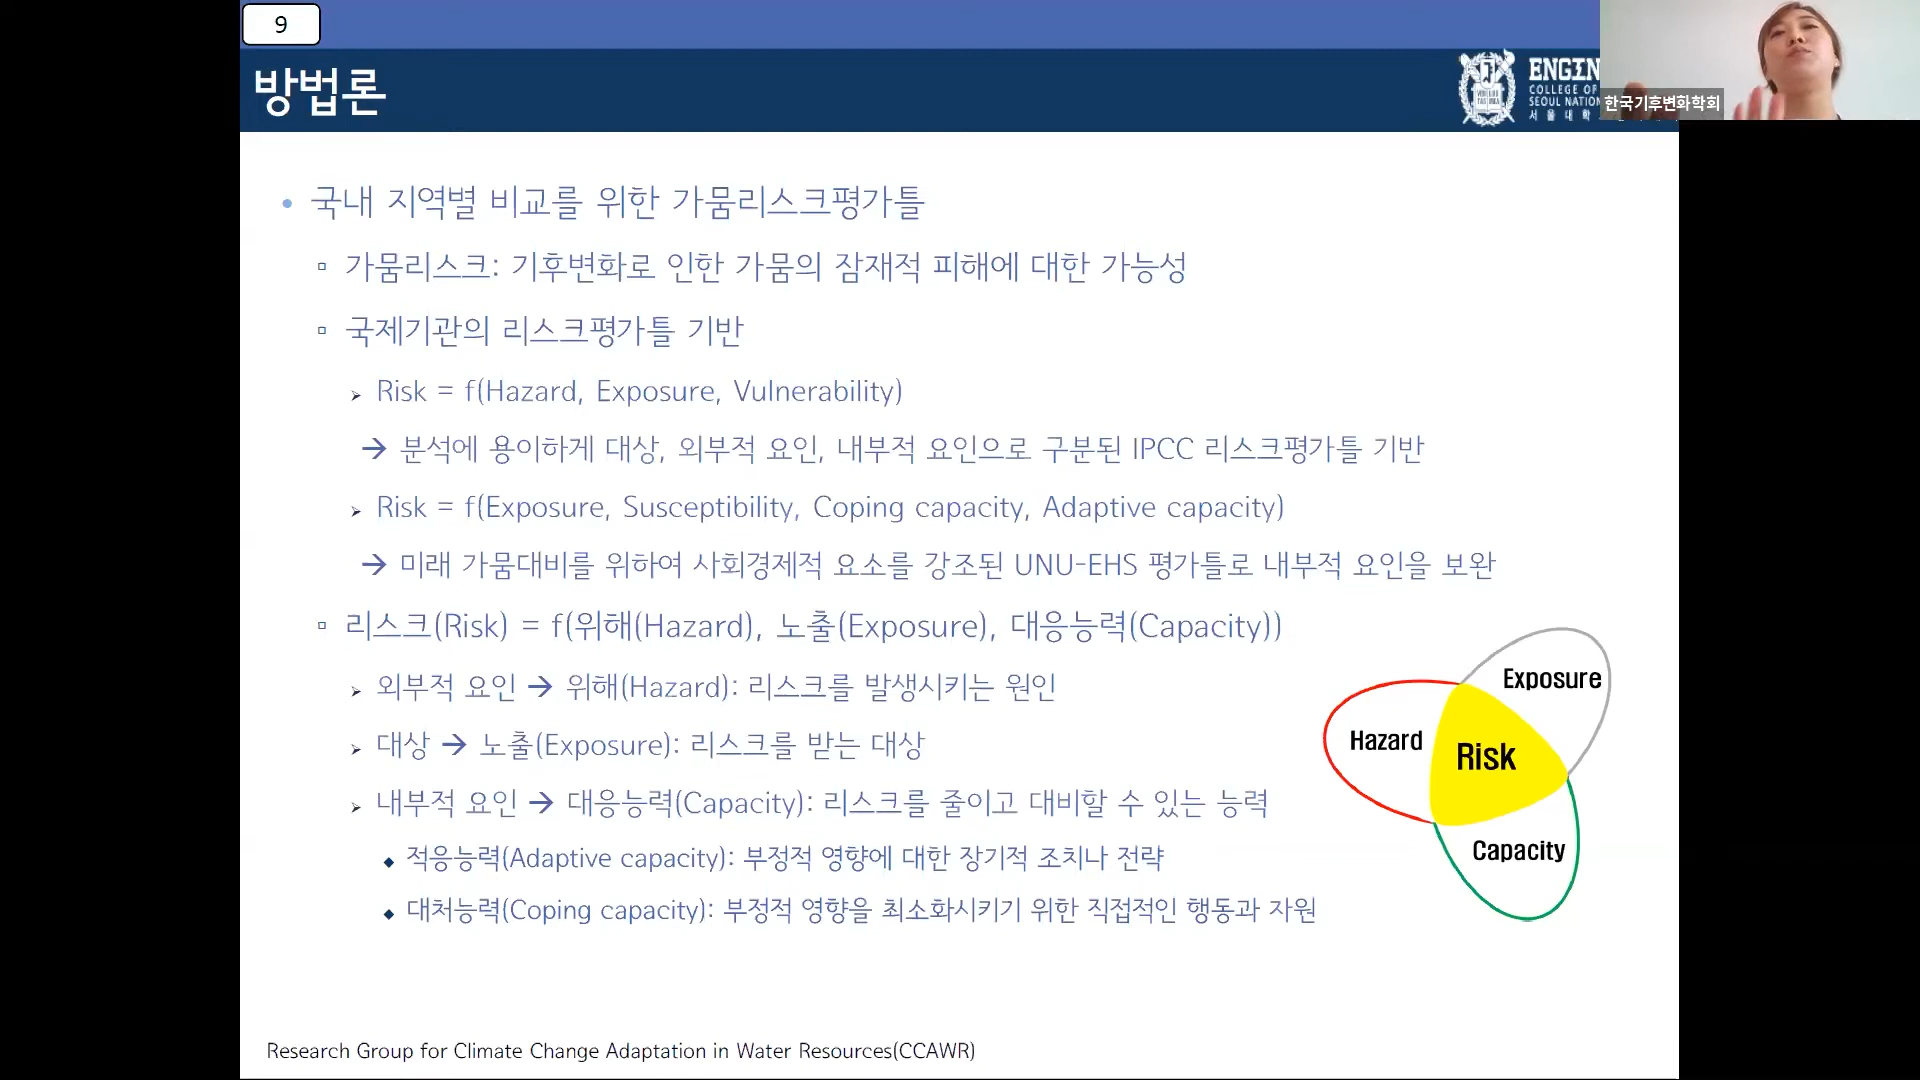 9
방법론
ENGIN
COLLEGE OF
SEOUL NATION
서울대학
한국기후변화학회
• 국내 지역별 비교를 위한 가뭄리스크평가틀
▫ 가뭄리스크: 기후변화로 인한 가뭄의 잠재적 피해에 대한 가능성
▫ 국제기관의 리스크평가틀 기반
➢ Risk = f(Hazard, Exposure, Vulnerability)
→ 분석에 용이하게 대상, 외부적 요인, 내부적 요인으로 구분된 IPCC 리스크평가틀 기반
➢ Risk = f(Exposure, Susceptibility, Coping capacity, Adaptive capacity)
→ 미래 가뭄대비를 위하여 사회경제적 요소를 강조된 UNU-EHS 평가틀로 내부적 요인을 보완
▫ 리스크(Risk) = f(위해(Hazard), 노출(Exposure), 대응능력(Capacity))
➢ 외부적 요인 → 위해(Hazard): 리스크를 발생시키는 원인
➢ 대상 → 노출(Exposure): 리스크를 받는 대상
➢ 내부적 요인 → 대응능력(Capacity): 리스크를 줄이고 대비할 수 있는 능력
◆ 적응능력(Adaptive capacity): 부정적 영향에 대한 장기적 조치나 전략
◆ 대처능력(Coping capacity): 부정적 영향을 최소화시키기 위한 직접적인 행동과 자원
Exposure
Hazard
Risk
Capacity
Research Group for Climate Change Adaptation in Water Resources(CCAWR)